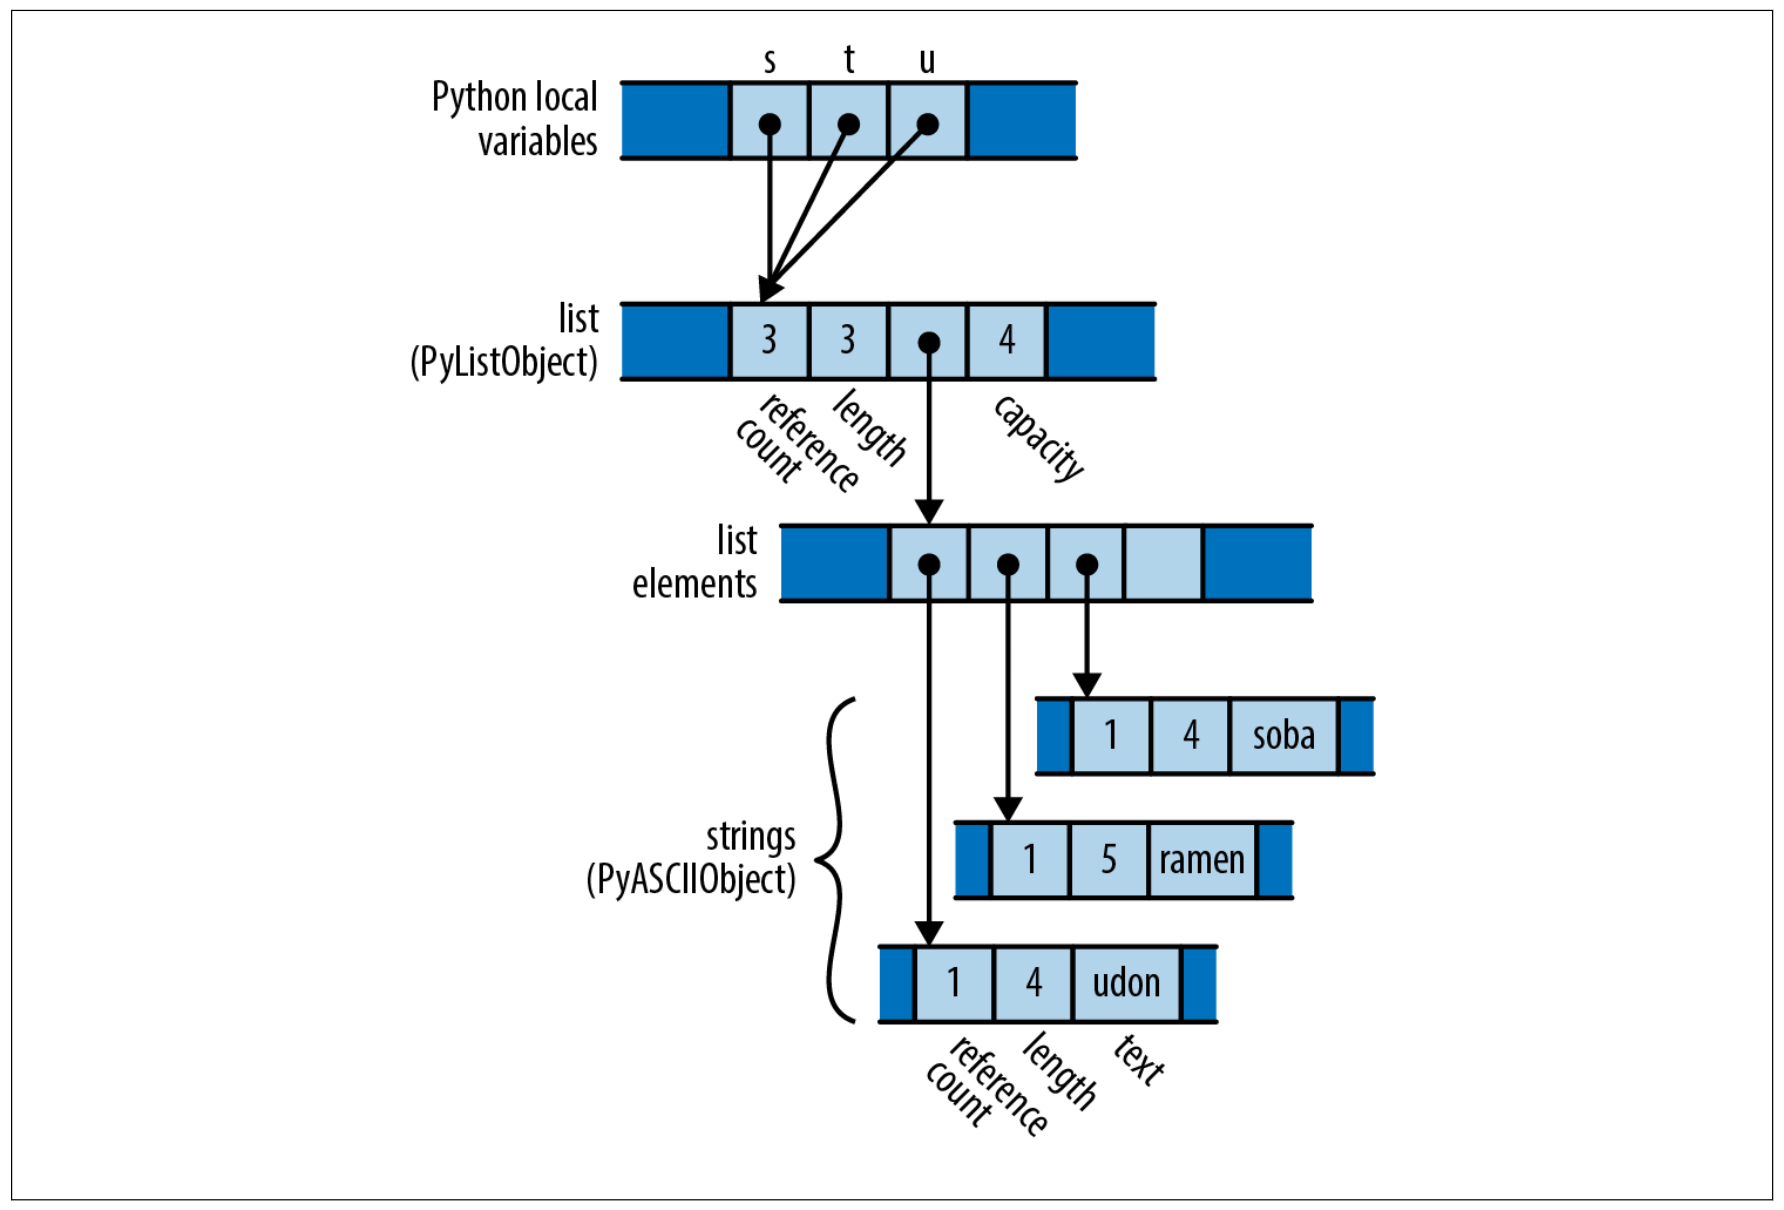 s t u
Python local
variables
list
(PyListObject)
3 3 4
reference
count
length
capacity
list
elements
1 4 soba
strings
(PyASCIIObject)
1 5 ramen
1 4 udon
reference
count
length
text